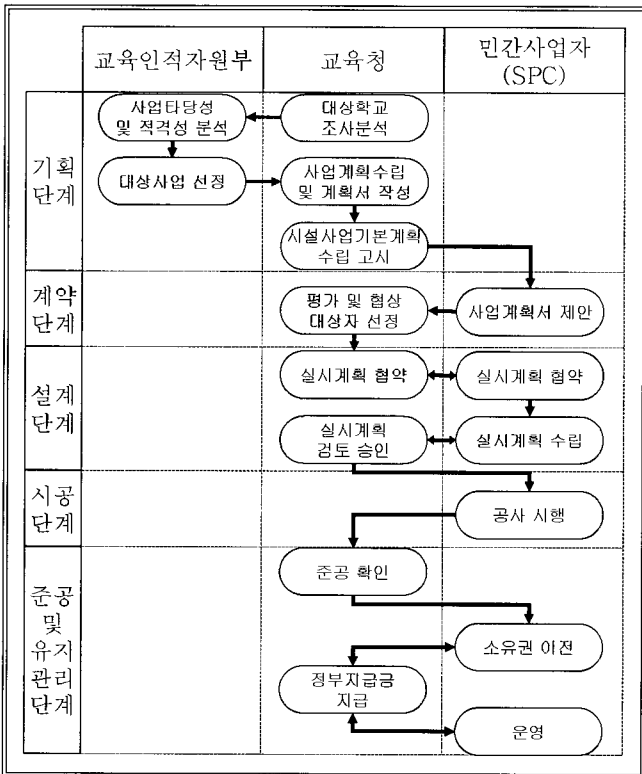 교육인적자원부
교육청
민간사업자
(SPC)
기획
단계
사업타당성
및 적격성 분석
대상학교
조사분석
대상사업 선정
사업계획수립
및 계획서 작성
시설사업기본계획
수립 고시
계약
단계
평가 및 협상
대상자 선정
사업계획서 제안
설계
단계
실시계획 협약
실시계획 협약
실시계획
검토 승인
실시계획 수립
시공
단계
공사 시행
준공
및
유지
관리
단계
준공 확인
소유권 이전
정부지급금
지급
운영